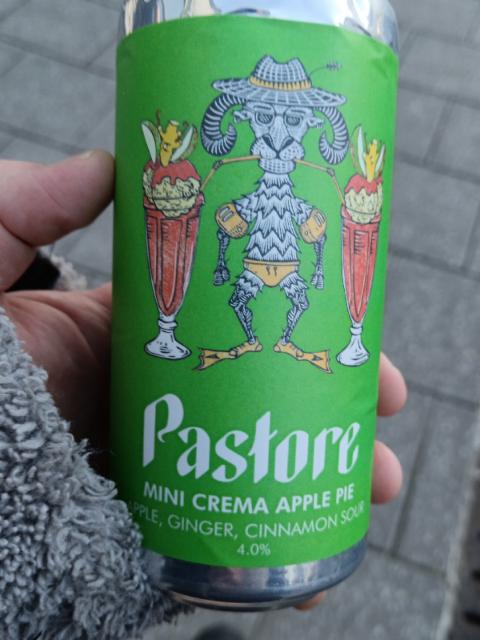 Pastore
MINI CREMA APPLE PIE
APPLE, GINGER, CINNAMON SOUR
4.0%